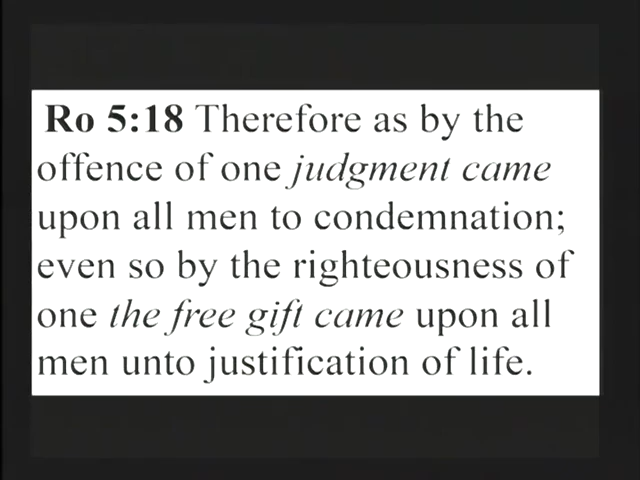 Ro 5:18 Therefore as by the
offence of one judgment came
upon all men to condemnation;
even so by the righteousness of
one the free gift came upon all
men unto justification of life.